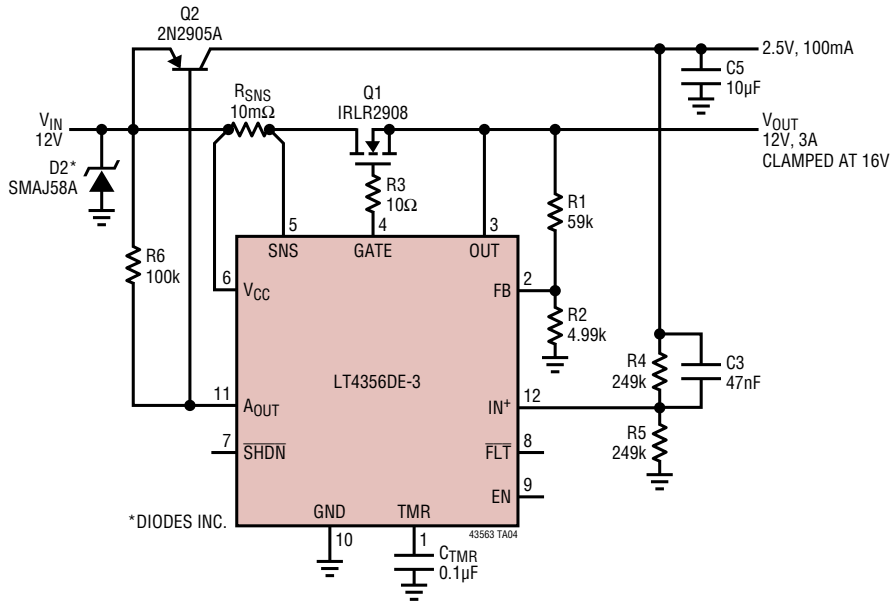 Q2
2N2905A
2.5V, 100mA
C5
10µF
RSNS
10mΩ
Q1
IRLR2908
VIN
12V
VOUT
12V, 3A
CLAMPED AT 16V
D2*
SMAJ58A
R3
10Ω
R1
59k
5
4
3
SNS
GATE
OUT
R6
100k
6
VCC
2
FB
R2
4.99k
LT4356DE-3
R4
249k
C3
47nF
11
AOUT
12
IN+
7
SHDN
8
FLT
R5
249k
9
EN
*DIODES INC.
GND
TMR
43563 TA04
10
1
CTMR
0.1µF